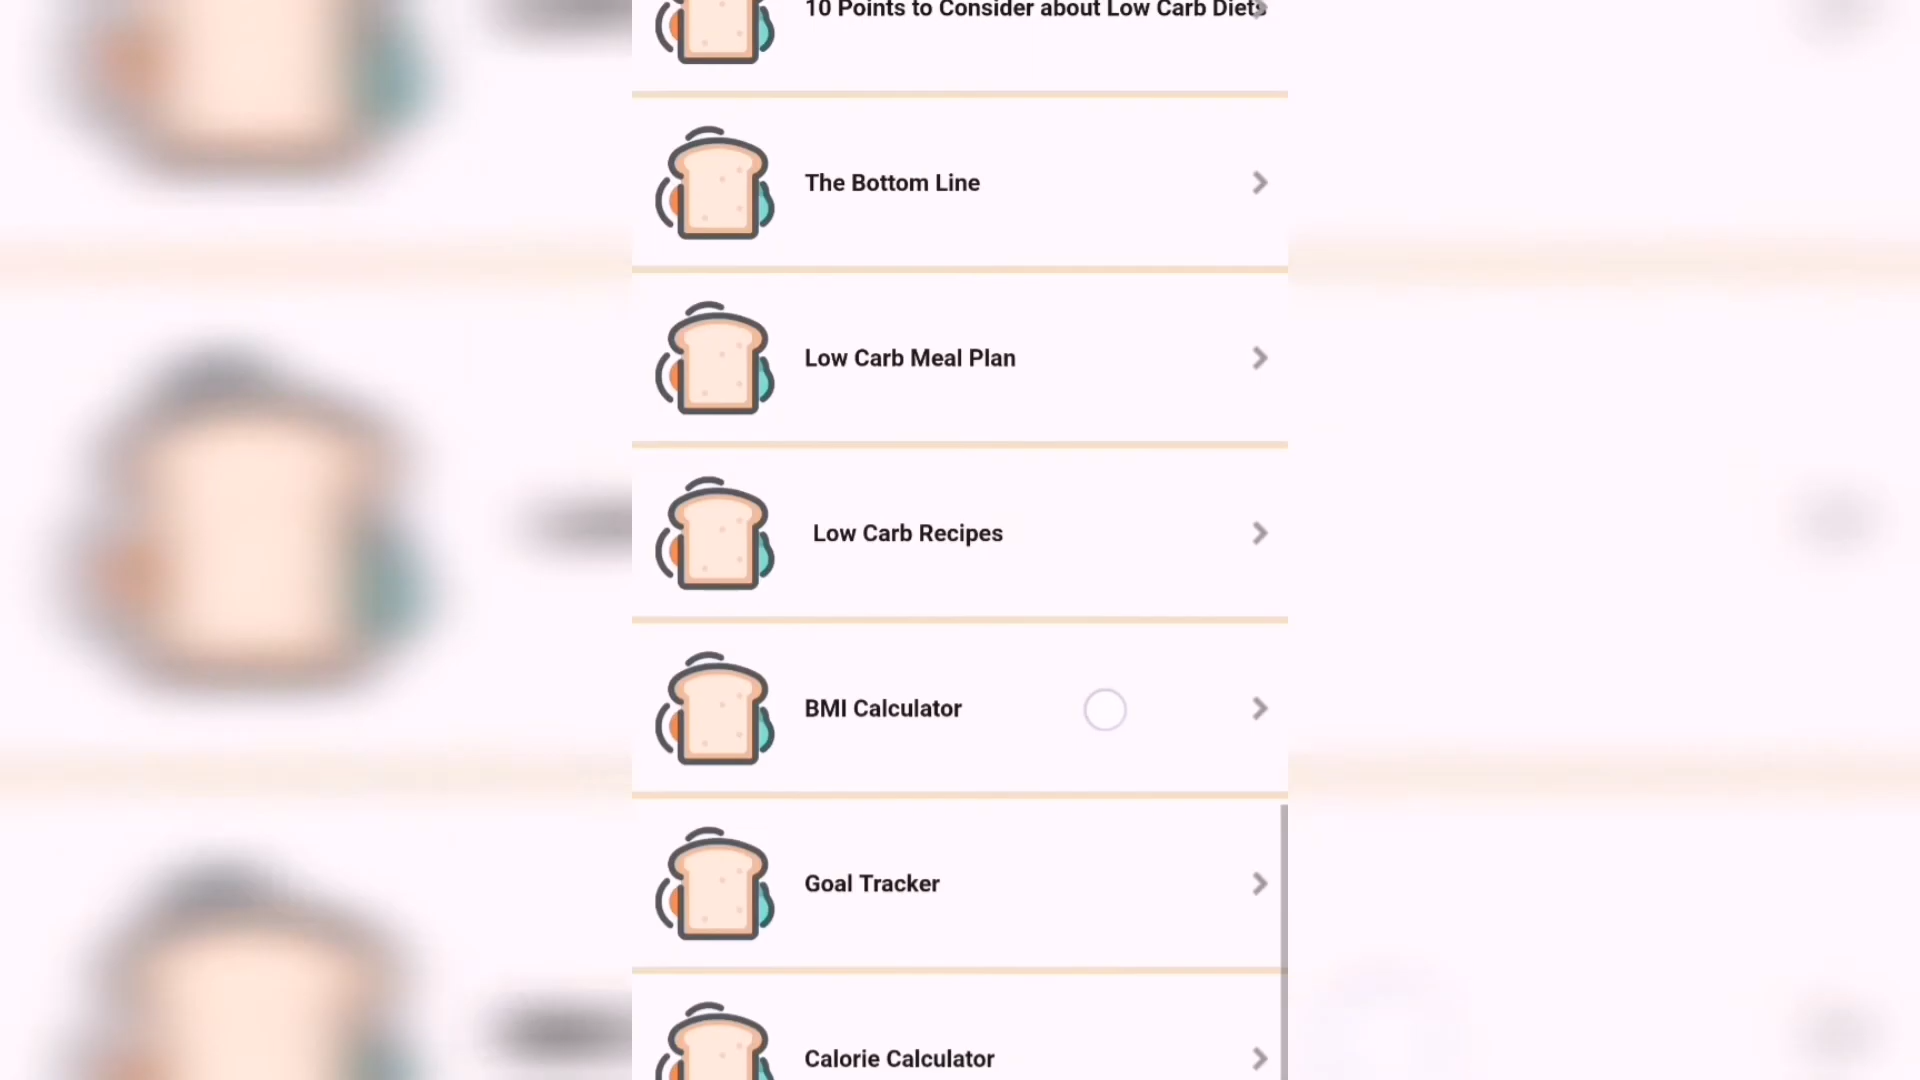 10 Points to Consider about Low Carb Diets
The Bottom Line
Low Carb Meal Plan
Low Carb Recipes
BMI Calculator
Goal Tracker
Calorie Calculator